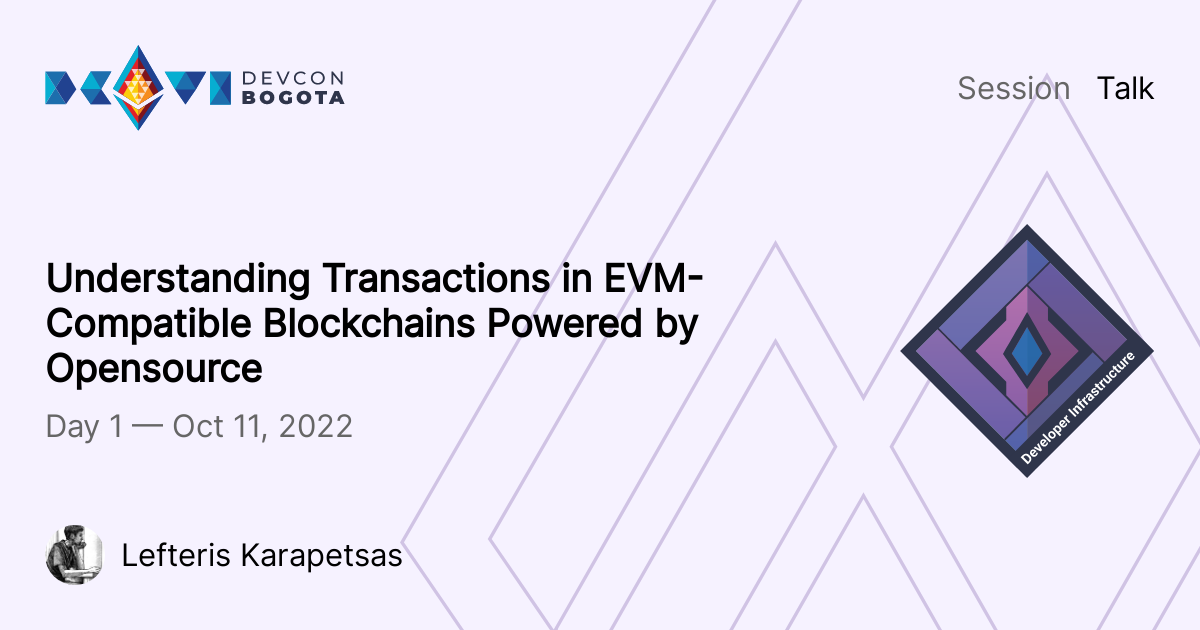 DEVCON
BOGOTA
Session Talk
Understanding Transactions in EVM-
Compatible Blockchains Powered by
Opensource
Day 1 — Oct 11, 2022
Developer Infrastructure
Lefteris Karapetsas